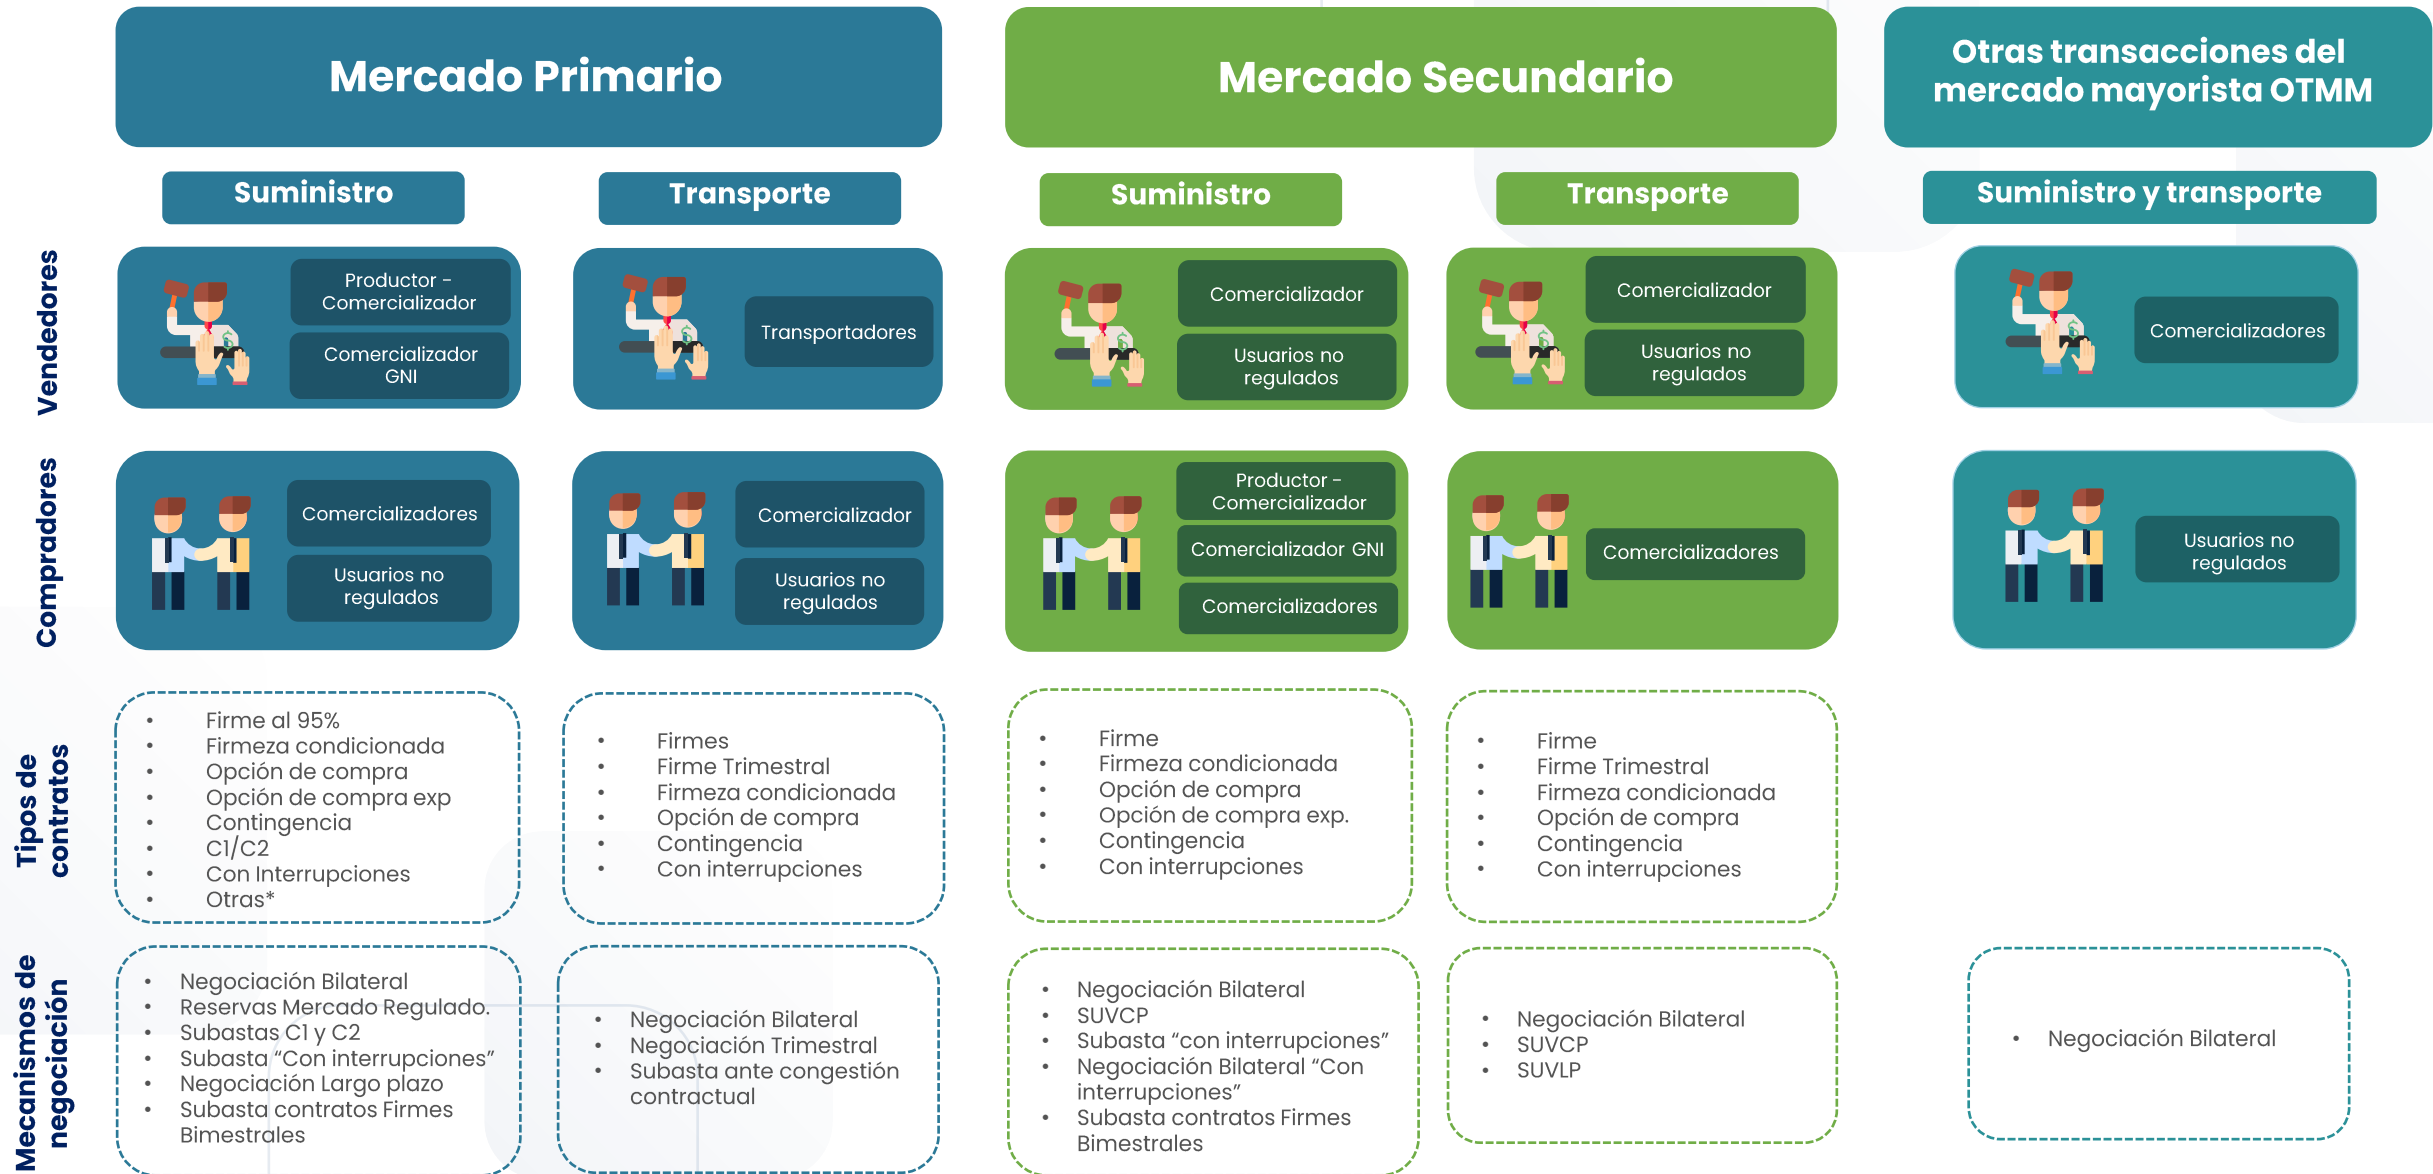 Mercado Primario
Mercado Secundario
Otras transacciones del
mercado mayorista OTMM
Suministro
Transporte
Suministro
Transporte
Suministro y transporte
Vendedores
Productor -
Comercializador
Comercializador
GNI
Transportadores
Comercializador
Usuarios no
regulados
Comercializador
Usuarios no
regulados
Comercializadores
Compradores
Comercializadores
Usuarios no
regulados
Comercializador
Usuarios no
regulados
Productor -
Comercializador
Comercializador GNI
Comercializadores
Comercializadores
Usuarios no
regulados
Tipos de
contratos
• Firme al 95%
• Firmeza condicionada
• Opción de compra
• Opción de compra exp
• Contingencia
• C1/C2
• Con Interrupciones
• Otras*
• Firmes
• Firme Trimestral
• Firmeza condicionada
• Opción de compra
• Contingencia
• Con interrupciones
• Firme
• Firmeza condicionada
• Opción de compra
• Opción de compra exp.
• Contingencia
• Con interrupciones
• Firme
• Firme Trimestral
• Firmeza condicionada
• Opción de compra
• Contingencia
• Con interrupciones
Mecanismos de
negociación
• Negociación Bilateral
• Reservas Mercado Regulado.
• Subastas C1 y C2
• Subasta “Con interrupciones”
• Negociación Largo plazo
• Subasta contratos Firmes
Bimestrales
• Negociación Bilateral
• Negociación Trimestral
• Subasta ante congestión
contractual
• Negociación Bilateral
• SUVCP
• Subasta “con interrupciones”
• Negociación Bilateral “Con
interrupciones”
• Subasta contratos Firmes
Bimestrales
• Negociación Bilateral
• SUVCP
• SUVLP
• Negociación Bilateral